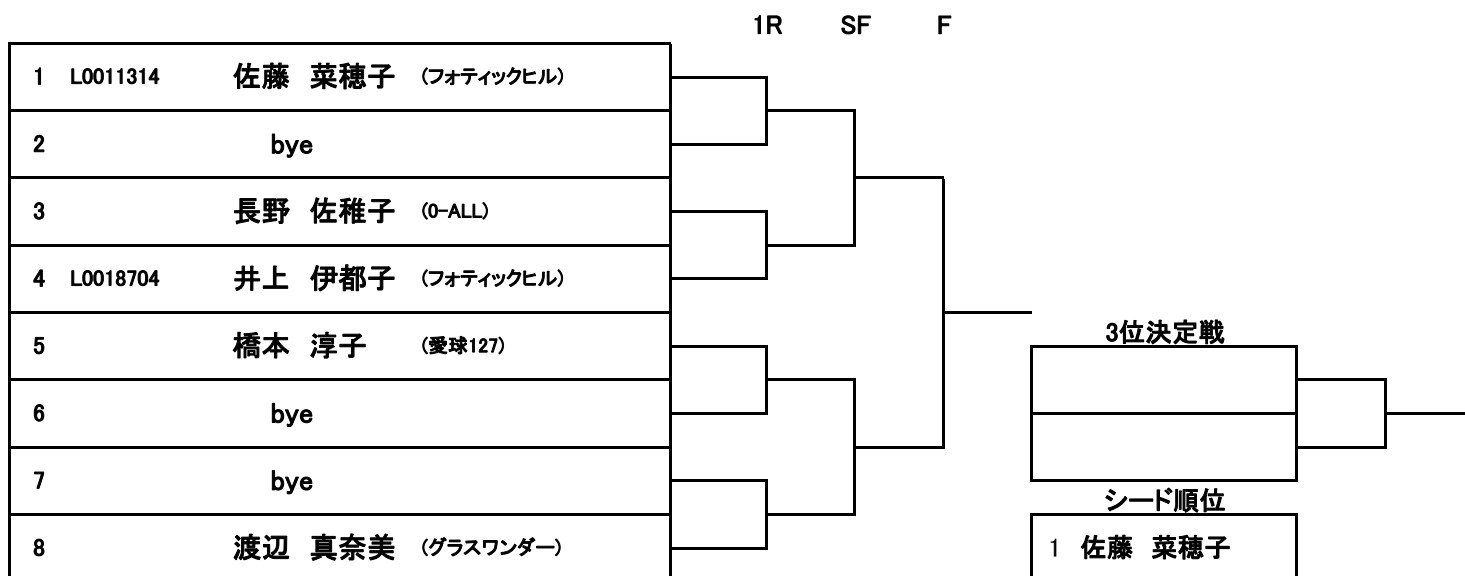 1R SF F
1 L0011314 佐藤 菜穂子 (フォティックヒル)
2 bye
3 長野 佐稚子 (0-ALL)
4 L0018704 井上 伊都子 (フォティックヒル)
5 橋本 淳子 (愛球127)
3位決定戦
6 bye
7 bye
シード順位
8 渡辺 真奈美 (グラスワンダー)
1 佐藤 菜穂子